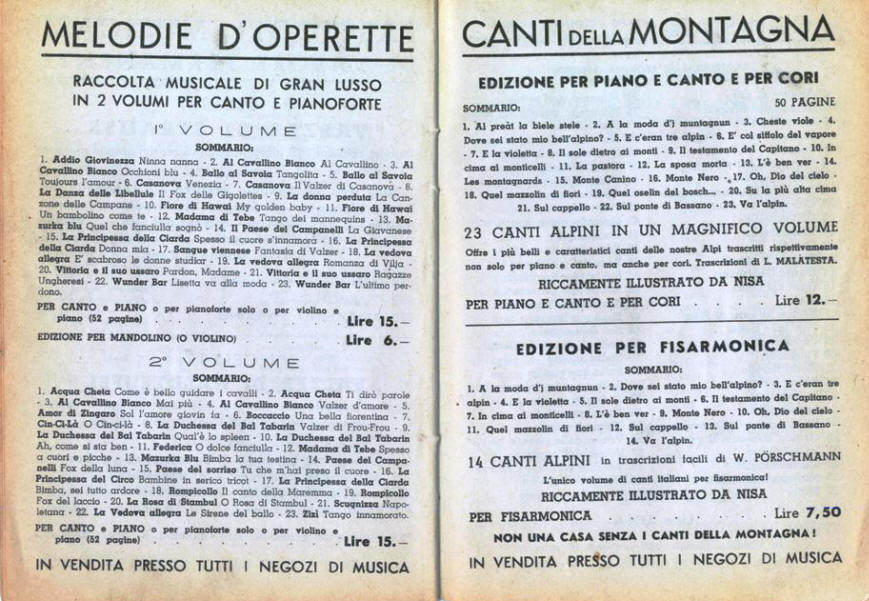 MELODIE D'OPERETTE
RACCOLTA MUSICALE DI GRAN LUSSO
IN 2 VOLUMI PER CANTO E PIANOFORTE
1º VOLUME
SOMMARIO:
1. Addio Giovinezza Ninna nanna - 2. Al Cavallino Bianco Al Cavallino - 3. Al
Cavallino Bianco Occhioni blu - 4. Ballo al Savoia Tangolita - 5. Ballo al Savoia
Toujours l'amour - 6. Casanova Venezia - 7. Casanova Il Valzer di Casanova - 8.
La Danza delle Libellule Il Fox delle Gigolettes - 9. La donna perduta La Can-
zone delle Campane - 10. Fiore di Hawai My golden baby - 11. Fiore di Hawai
Un bambolino come te - 12. Madama di Tebe Tango dei mannequins - 13. Ma-
zurka blu Quel che fanciulla sognò - 14. Il Paese dei Campanelli La Giavanese
- 15. La Principessa della Ciarda Spesso il cuore s'innamora - 16. La Principessa
della Ciarda Donna mia - 17. Sangue viennese Fantasia di Valzer - 18. La vedova
allegra E' scabroso le donne studiar - 19. La vedova allegra Romanza di Vilja -
20. Vittoria e il suo ussaro Pardon, Madame - 21. Vittoria e il suo ussaro Ragazze
Ungheresi - 22. Wunder Bar Lisetta va alla moda - 23. Wunder Bar L'ultimo per-
dono.
PER CANTO e PIANO o per pianoforte solo o per violino e
piano (52 pagine) . . . . . . . . Lire 15.—
EDIZIONE PER MANDOLINO (O VIOLINO) . . . . Lire 6.—
2º VOLUME
SOMMARIO:
1. Acqua Cheta Come è bello guidare i cavalli - 2. Acqua Cheta Ti dirò parole
- 3. Al Cavallino Bianco Mai più - 4. Al Cavallino Bianco Valzer d'amore - 5.
Amor di Zingaro Sol l'amore giovin fa - 6. Boccaccio Una bella fiorentina - 7.
Cin-Ci-Là O Cin-ci-là - 8. La Duchessa del Bal Tabarin Valzer di Frou-Frou - 9.
La Duchessa del Bal Tabarin Qual'è lo spleen - 10. La Duchessa del Bal Tabarin
Ah, come si sta ben - 11. Federica O dolce fanciulla - 12. Madama di Tebe Spesso
a cuori e picche - 13. Mazurka Blu Bimba la tua testina - 14. Paese dei Campa-
nelli Fox della luna - 15. Paese del sorriso Tu che m'hai preso il cuore - 16. La
Principessa del Circo Bambine in serico tricot - 17. La Principessa della Ciarda
Bimba, sei tutto ardore - 18. Rompicollo Il canto della Maremma - 19. Rompicollo
Fox del laccio - 20. La Rosa di Stambul O Rosa di Stambul - 21. Scugnizza Napo-
letana - 22. La Vedova allegra Le Sirene del ballo - 23. Zizì Tango innamorato.
PER CANTO e PIANO o per pianoforte solo o per violino e
piano (52 pagine) . . . . . . . . Lire 15.—
IN VENDITA PRESSO TUTTI I NEGOZI DI MUSICA
CANTI DELLA MONTAGNA
EDIZIONE PER PIANO E CANTO E PER CORI
SOMMARIO: 50 PAGINE
1. Al preàt la biele stele - 2. A la moda dj muntagnun - 3. Cheste viole - 4.
Dove sei stato mio bell'alpino? - 5. E c'eran tre alpin - 6. E' col siffolo del vapore
- 7. E la violetta - 8. Il sole dietro ai monti - 9. Il testamento del Capitano - 10. In
cima ai monticelli - 11. La pastora - 12. La sposa morta - 13. L'è ben ver - 14.
Les montagnards - 15. Monte Canino - 16. Monte Nero - 17. Oh, Dio del cielo -
18. Quel mazzolin di fiori - 19. Quel oselin del bosch... - 20. Su la più alta cima
21. Sul cappello - 22. Sul ponte di Bassano - 23. Va l'alpin.
23 CANTI ALPINI IN UN MAGNIFICO VOLUME
Offre i più belli e caratteristici canti delle nostre Alpi trascritti rispettivamente
non solo per piano e canto, ma anche per cori. Trascrizioni di L. MALATESTA.
RICCAMENTE ILLUSTRATO DA NISA
PER PIANO E CANTO E PER CORI . . . . Lire 12.—
EDIZIONE PER FISARMONICA
SOMMARIO:
1. A la moda dj muntagnun - 2. Dove sei stato mio bell'alpino? - 3. E c'eran tre
alpin - 4. E la violetta - 5. Il sole dietro ai monti - 6. Il testamento del Capitano -
7. In cima ai monticelli - 8. L'è ben ver - 9. Monte Nero - 10. Oh, Dio del cielo -
11. Quel mazzolin di fiori - 12. Sul cappello - 13. Sul ponte di Bassano -
14. Va l'alpin.
14 CANTI ALPINI in trascrizioni facili di W. PÖRSCHMANN
L'unico volume di canti italiani per fisarmonica!
RICCAMENTE ILLUSTRATO DA NISA
PER FISARMONICA . . . . . . . Lire 7,50
NON UNA CASA SENZA I CANTI DELLA MONTAGNA!
IN VENDITA PRESSO TUTTI I NEGOZI DI MUSICA